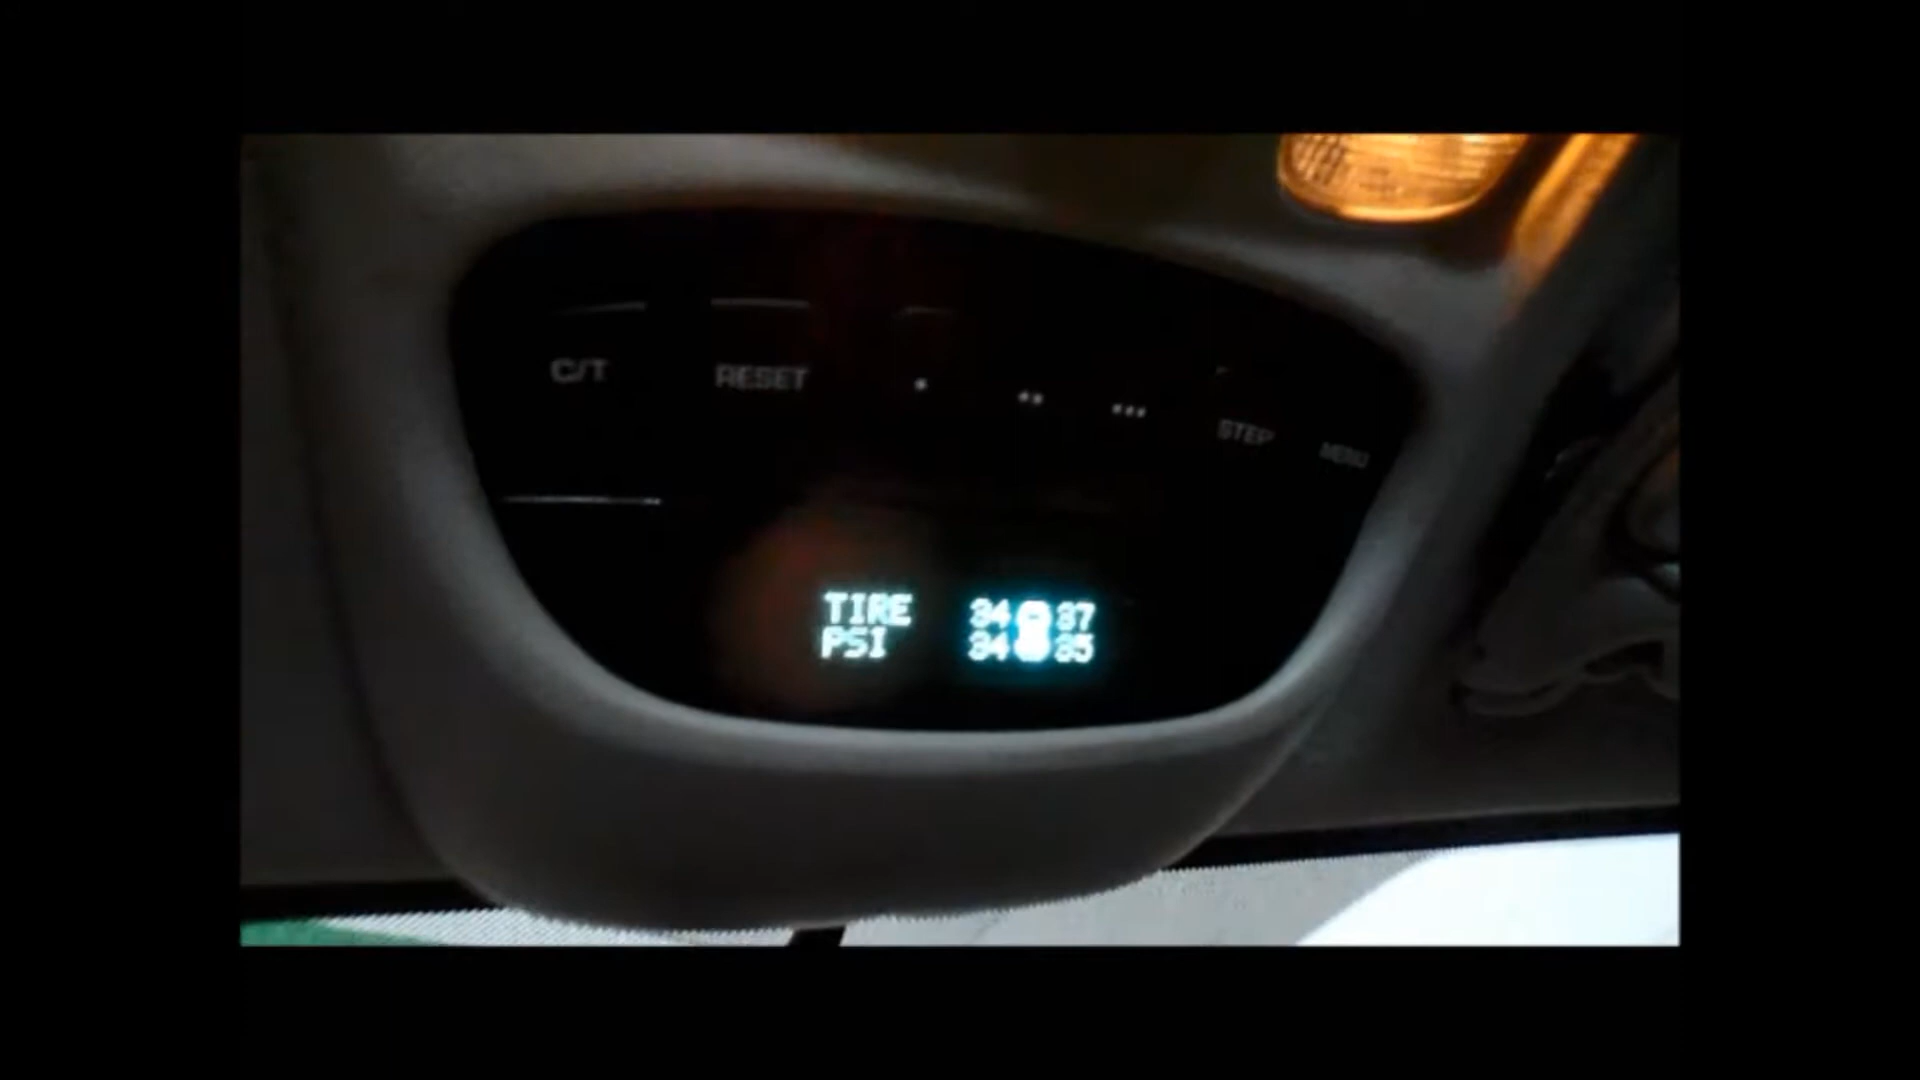 C/T RESET • •• ••• STEP MENU
TIRE 34 37
PSI 34 35